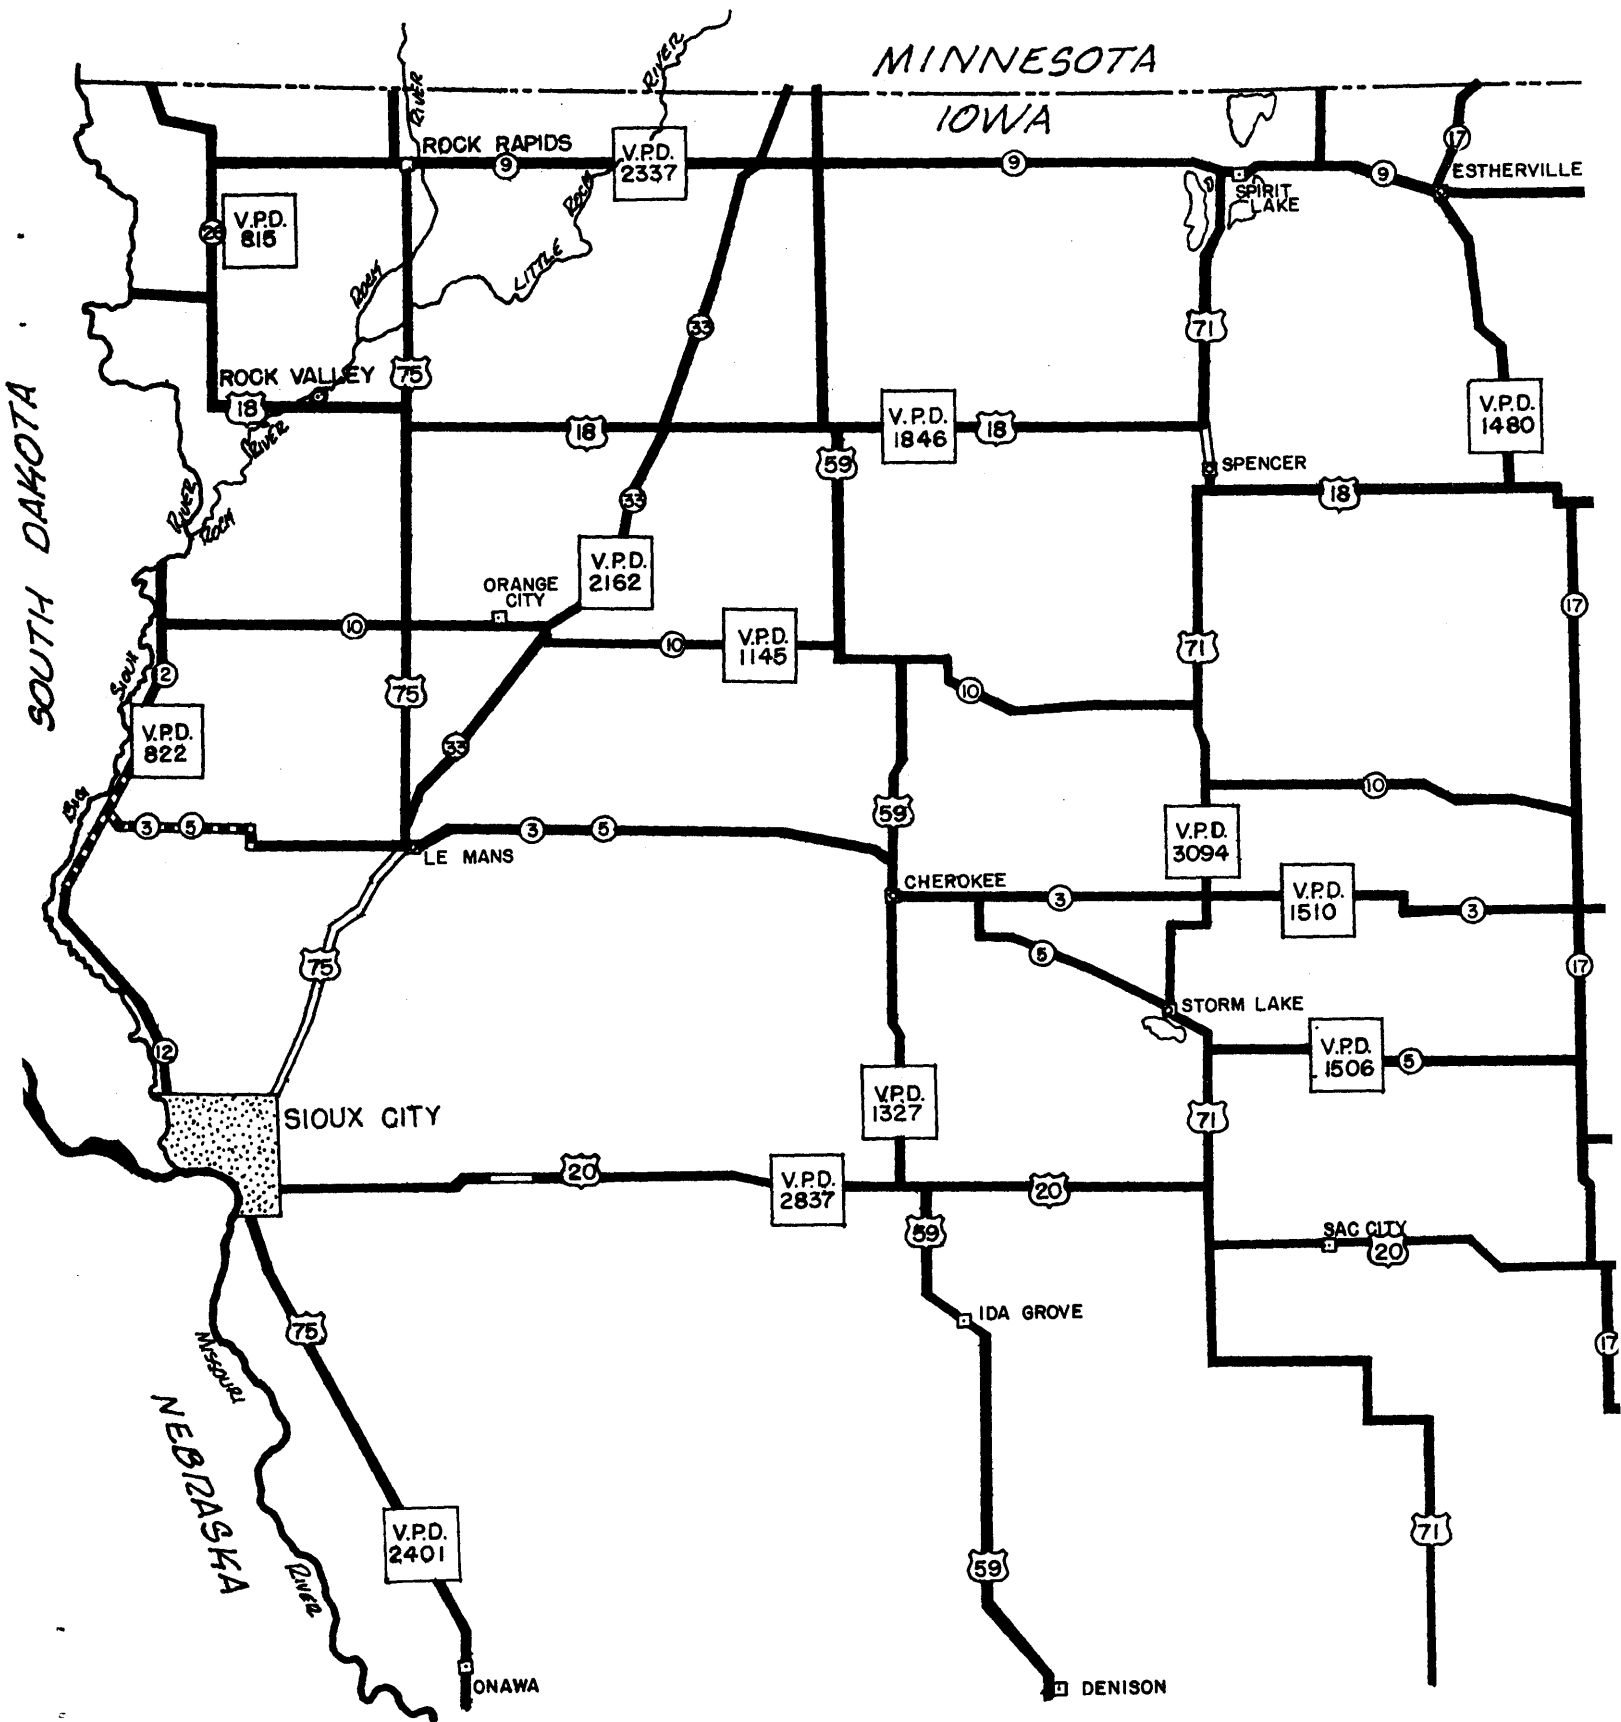 MINNESOTA
IOWA
RIVER
RIVER
ROCK RAPIDS
9
V.P.D.
2337
9
17
ESTHERVILLE
9
SPIRIT
LAKE
ROCK
26
V.P.D.
815
LITTLE
ROCK
33
71
SOUTH DAKOTA
ROCK VALLEY
75
18
RIVER
18
V.P.D.
1846
18
V.P.D.
1480
59
SPENCER
18
33
RIVER
ROCK
V.P.D.
2162
ORANGE
CITY
10
10
V.P.D.
1145
17
71
SIOUX
12
75
10
V.P.D.
822
33
BIG
3
5
3
5
LE MANS
59
10
V.P.D.
3094
CHEROKEE
3
V.P.D.
1510
3
75
5
17
STORM LAKE
12
V.P.D.
1506
5
SIOUX CITY
V.P.D.
1327
71
20
V.P.D.
2837
20
59
SAC CITY
20
75
IDA GROVE
17
MISSOURI
NEBRASKA
V.P.D.
2401
71
RIVER
59
ONAWA
DENISON